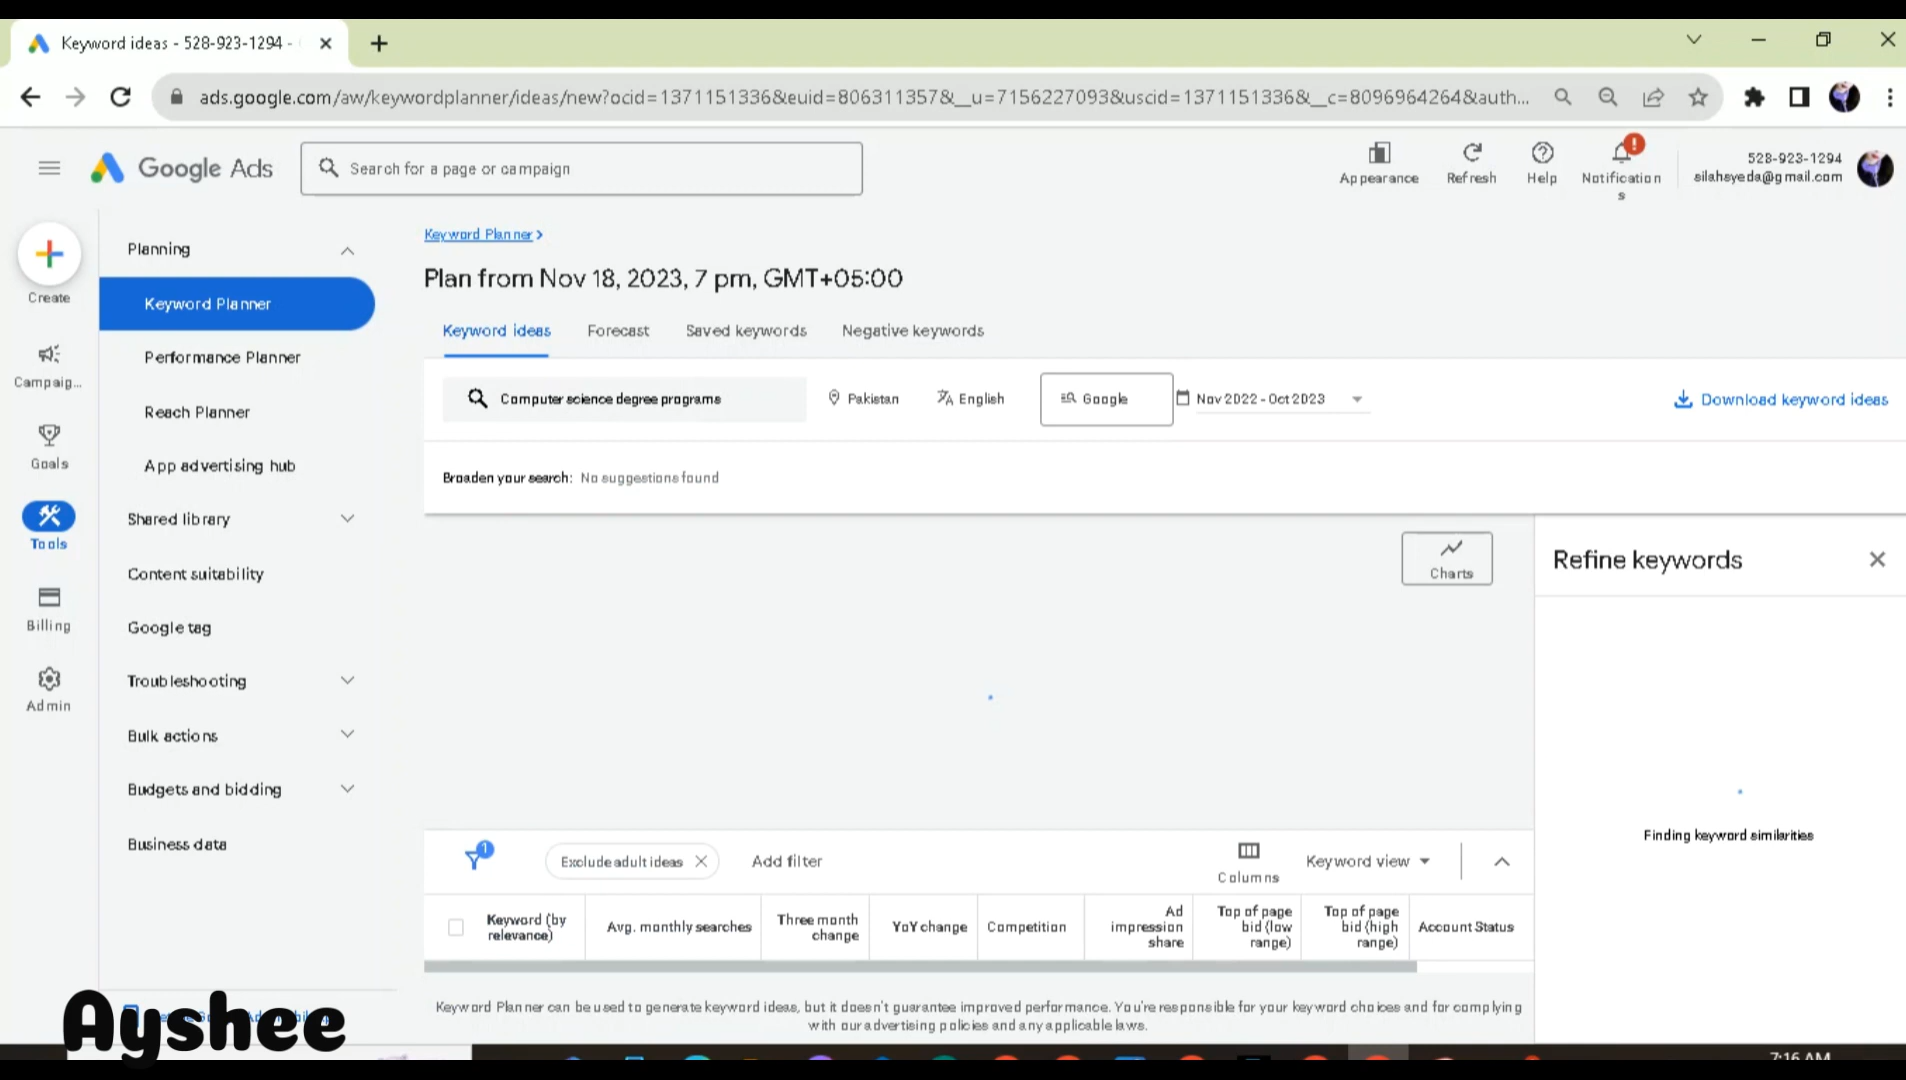 Keyword ideas - 528-923-1294 -
ads.google.com/aw/keywordplanner/ideas/new?ocid=1371151336&euid=806311357&__u=7156227093&uscid=1371151336&__c=8096964264&auth...
Google Ads
Search for a page or campaign
Appearance
Refresh
Help
Notification
s
528-923-1294
silahsyeda@gmail.com
Create
Campaig...
Goals
Tools
Billing
Admin
Planning
Keyword Planner
Performance Planner
Reach Planner
App advertising hub
Shared library
Content suitability
Google tag
Troubleshooting
Bulk actions
Budgets and bidding
Business data
Keyword Planner
Plan from Nov 18, 2023, 7 pm, GMT+05:00
Keyword ideas Forecast Saved keywords Negative keywords
Computer science degree programs Pakistan English Google Nov 2022 - Oct 2023 Download keyword ideas
Broaden your search: No suggestions found
Charts
Refine keywords
Finding keyword similarities
1
Exclude adult ideas Add filter
Columns
Keyword view
Keyword (by
relevance)
Avg. monthly searches
Three month
change
YoY change
Competition
Ad
impression
share
Top of page
bid (low
range)
Top of page
bid (high
range)
Account Status
Keyword Planner can be used to generate keyword ideas, but it doesn't guarantee improved performance. You're responsible for your keyword choices and for complying
with our advertising policies and any applicable laws.
Ayshee
7:16 AM